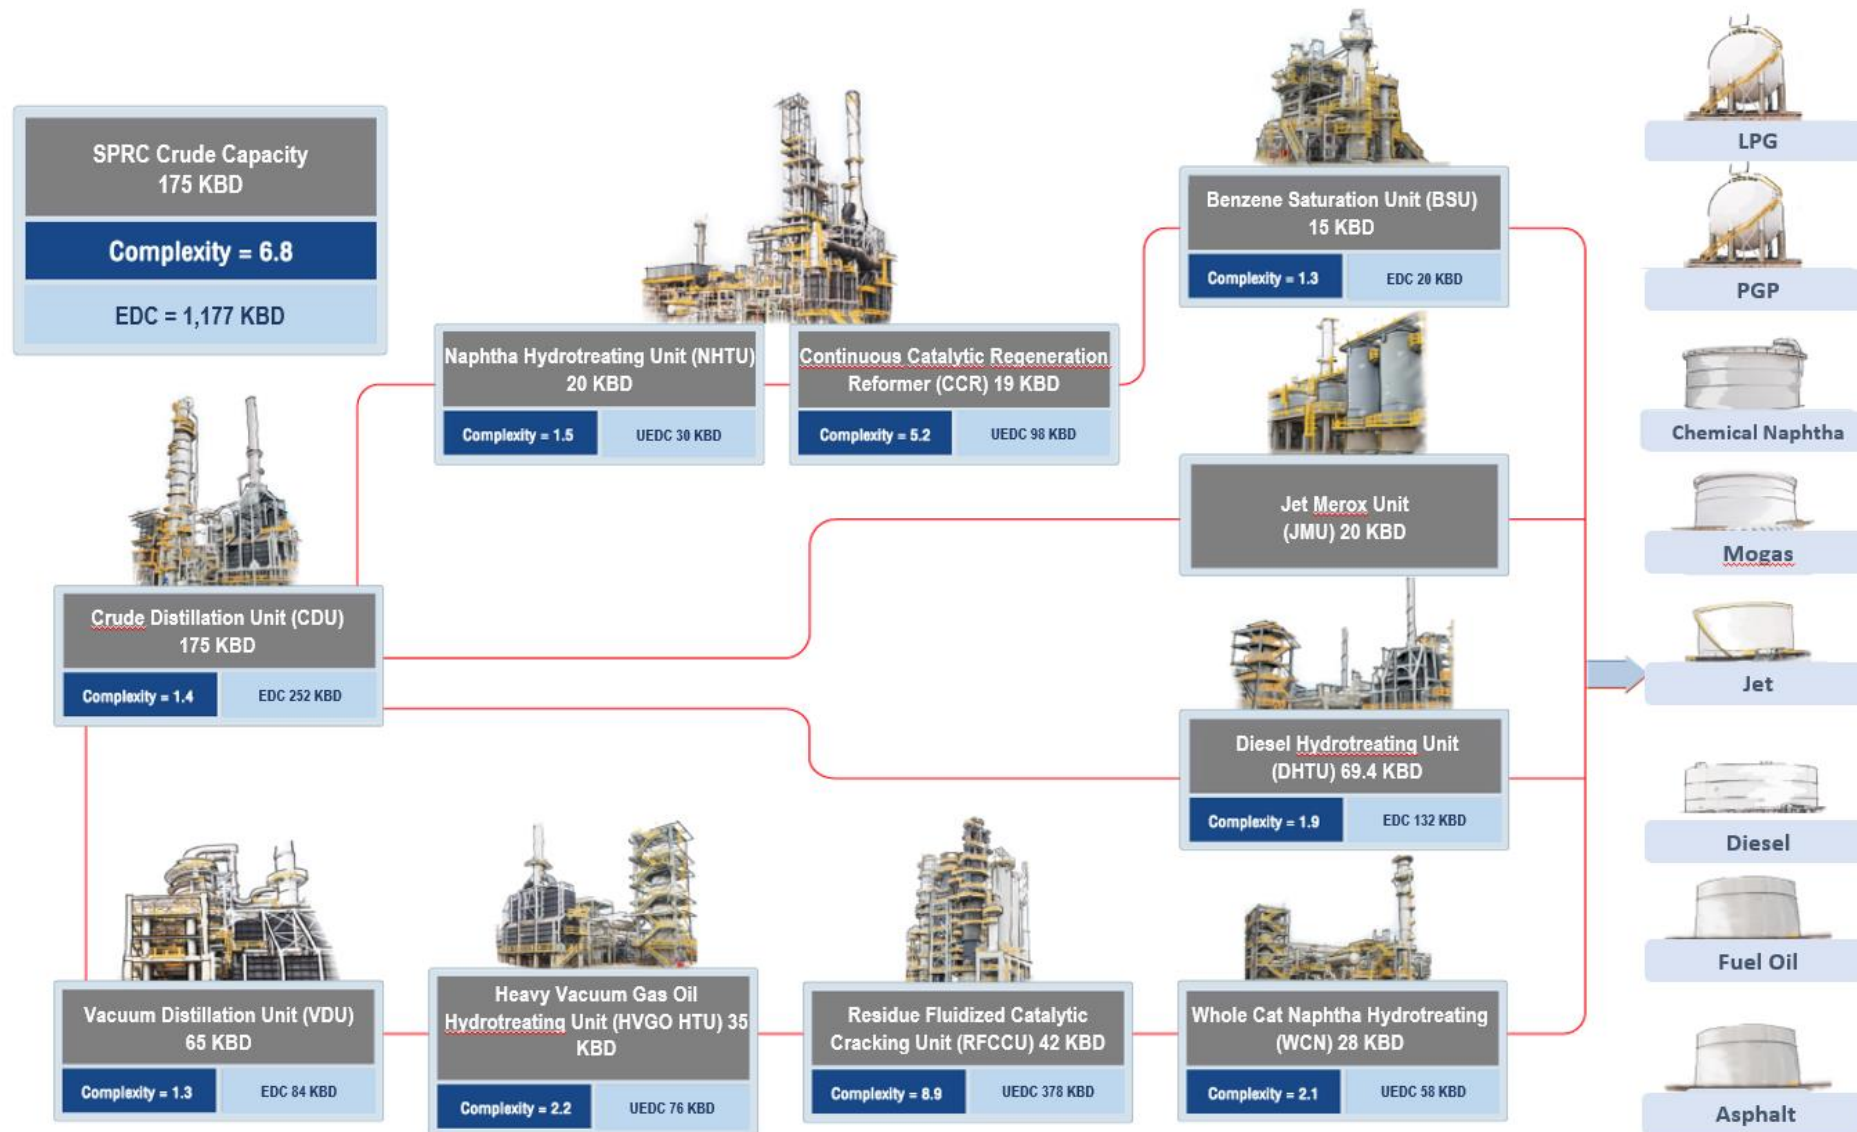 SPRC Crude Capacity
175 KBD
Complexity = 6.8
EDC = 1,177 KBD
Naphtha Hydrotreating Unit (NHTU)
20 KBD
Complexity = 1.5
UEDC 30 KBD
Continuous Catalytic Regeneration
Reformer (CCR) 19 KBD
Complexity = 5.2
UEDC 98 KBD
Benzene Saturation Unit (BSU)
15 KBD
Complexity = 1.3
EDC 20 KBD
Jet Merox Unit
(JMU) 20 KBD
Crude Distillation Unit (CDU)
175 KBD
Complexity = 1.4
EDC 252 KBD
Diesel Hydrotreating Unit
(DHTU) 69.4 KBD
Complexity = 1.9
EDC 132 KBD
Vacuum Distillation Unit (VDU)
65 KBD
Complexity = 1.3
EDC 84 KBD
Heavy Vacuum Gas Oil
Hydrotreating Unit (HVGO HTU) 35
KBD
Complexity = 2.2
UEDC 76 KBD
Residue Fluidized Catalytic
Cracking Unit (RFCCU) 42 KBD
Complexity = 8.9
UEDC 378 KBD
Whole Cat Naphtha Hydrotreating
(WCN) 28 KBD
Complexity = 2.1
UEDC 58 KBD
LPG
PGP
Chemical Naphtha
Mogas
Jet
Diesel
Fuel Oil
Asphalt